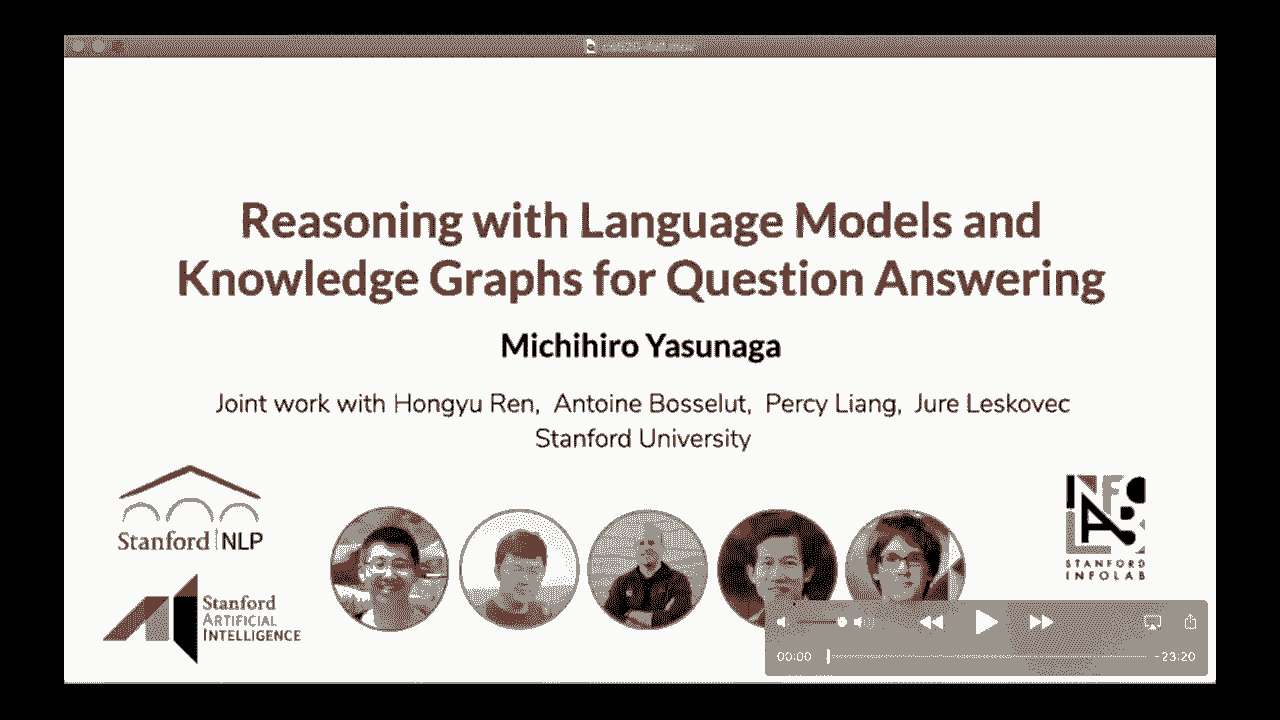 Reasoning with Language Models and
Knowledge Graphs for Question Answering
Michihiro Yasunaga
Joint work with Hongyu Ren, Antoine Bosselut, Percy Liang, Jure Leskovec
Stanford University
Stanford NLP
Stanford
ARTIFICIAL
INTELLIGENCE
INFO
LAB
STANFORD
INFOLAB
00:00
-23:20